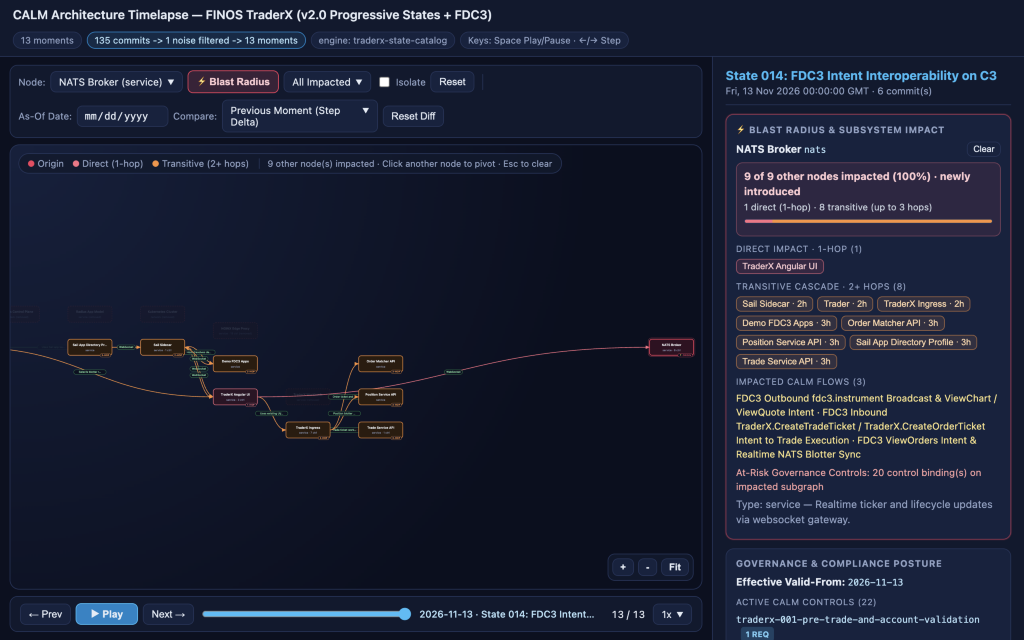 CALM Architecture Timelapse — FINOS TraderX (v2.0 Progressive States + FDC3)
13 moments
135 commits -> 1 noise filtered -> 13 moments
engine: traderx-state-catalog
Keys: Space Play/Pause · ←/→ Step
Node:
NATS Broker (service) ▼
⚡ Blast Radius
All Impacted ▼
Isolate
Reset
As-Of Date:
mm/dd/yyyy
Compare:
Previous Moment (Step
Delta) ▼
Reset Diff
Origin
Direct (1-hop)
Transitive (2+ hops)
9 other node(s) impacted · Click another node to pivot · Esc to clear
Sail App Directory Pr...
Sail Sidecar
Demo FDC3 Apps
TraderX Angular UI
TraderX Ingress
Order Matcher API
Position Service API
Trade Service API
NATS Broker
+
-
Fit
← Prev
▶ Play
Next →
2026-11-13 · State 014: FDC3 Intent...
13 / 13
1x ▼
State 014: FDC3 Intent Interoperability on C3
Fri, 13 Nov 2026 00:00:00 GMT · 6 commit(s)
⚡ BLAST RADIUS & SUBSYSTEM IMPACT
NATS Broker nats
Clear
9 of 9 other nodes impacted (100%) · newly
introduced
1 direct (1-hop) · 8 transitive (up to 3 hops)
DIRECT IMPACT · 1-HOP (1)
TraderX Angular UI
TRANSITIVE CASCADE · 2+ HOPS (8)
Sail Sidecar · 2h
Trader · 2h
TraderX Ingress · 2h
Demo FDC3 Apps · 3h
Order Matcher API · 3h
Position Service API · 3h
Sail App Directory Profile · 3h
Trade Service API · 3h
IMPACTED CALM FLOWS (3)
FDC3 Outbound fdc3.instrument Broadcast & ViewChart /
ViewQuote Intent · FDC3 Inbound
TraderX.CreateTradeTicket / TraderX.CreateOrderTicket
Intent to Trade Execution · FDC3 ViewOrders Intent &
Realtime NATS Blotter Sync
At-Risk Governance Controls: 20 control binding(s) on
impacted subgraph
Type: service — Realtime ticker and lifecycle updates
via websocket gateway.
GOVERNANCE & COMPLIANCE POSTURE
Effective Valid-From: 2026-11-13
ACTIVE CALM CONTROLS (22)
traderx-001-pre-trade-and-account-validation
1 REQ